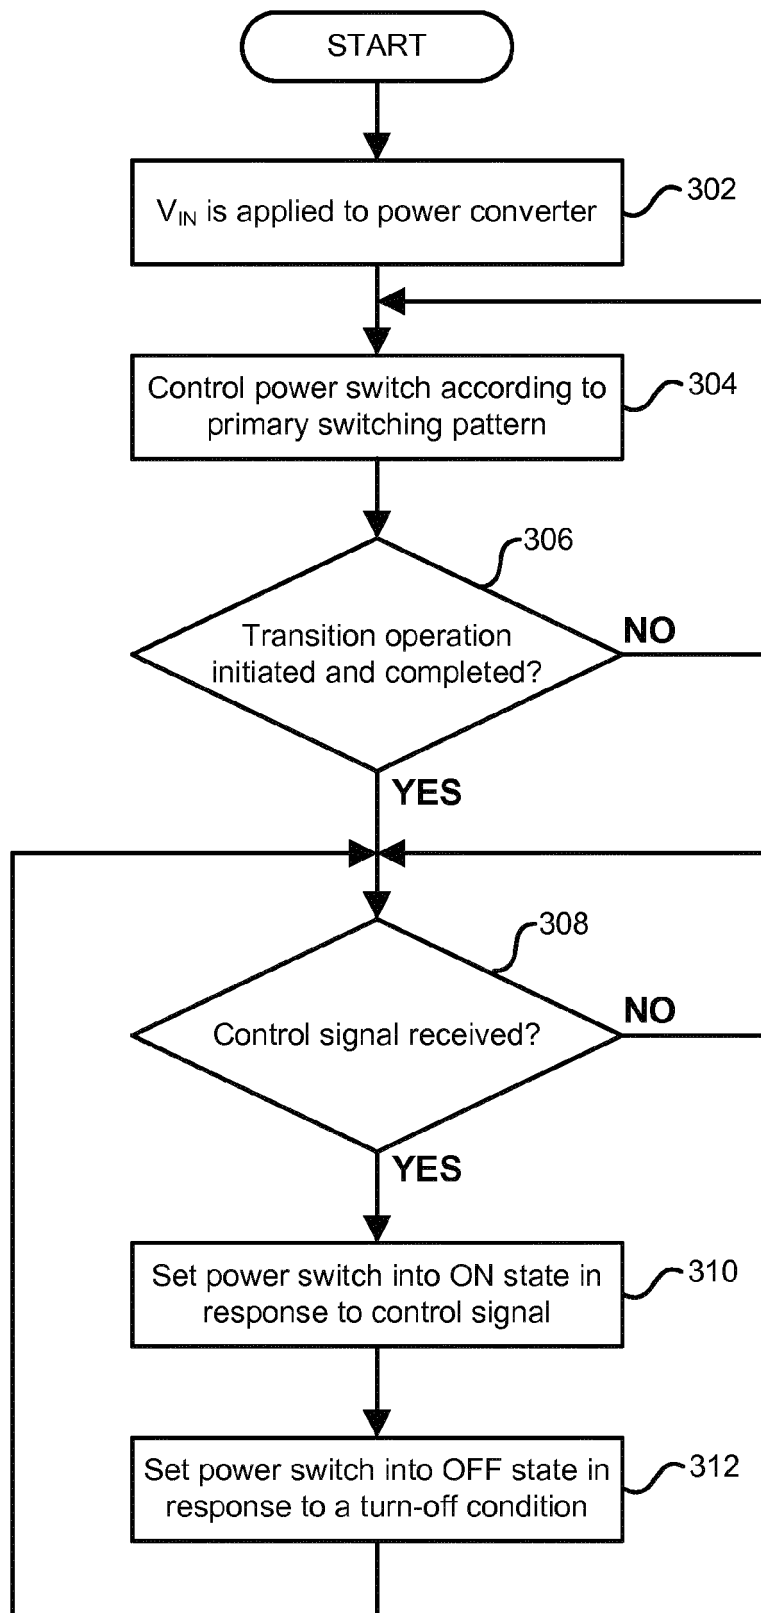 START
V_IN is applied to power converter
302
Control power switch according to
primary switching pattern
304
306
Transition operation
initiated and completed?
NO
YES
308
Control signal received?
NO
YES
Set power switch into ON state in
response to control signal
310
Set power switch into OFF state in
response to a turn-off condition
312